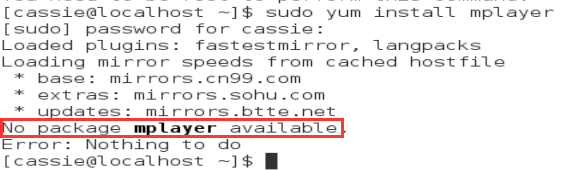 [cassie@localhost ~]$ sudo yum install mplayer
[sudo] password for cassie:
Loaded plugins: fastestmirror, langpacks
Loading mirror speeds from cached hostfile
 * base: mirrors.cn99.com
 * extras: mirrors.sohu.com
 * updates: mirrors.btte.net
No package mplayer available.
Error: Nothing to do
[cassie@localhost ~]$